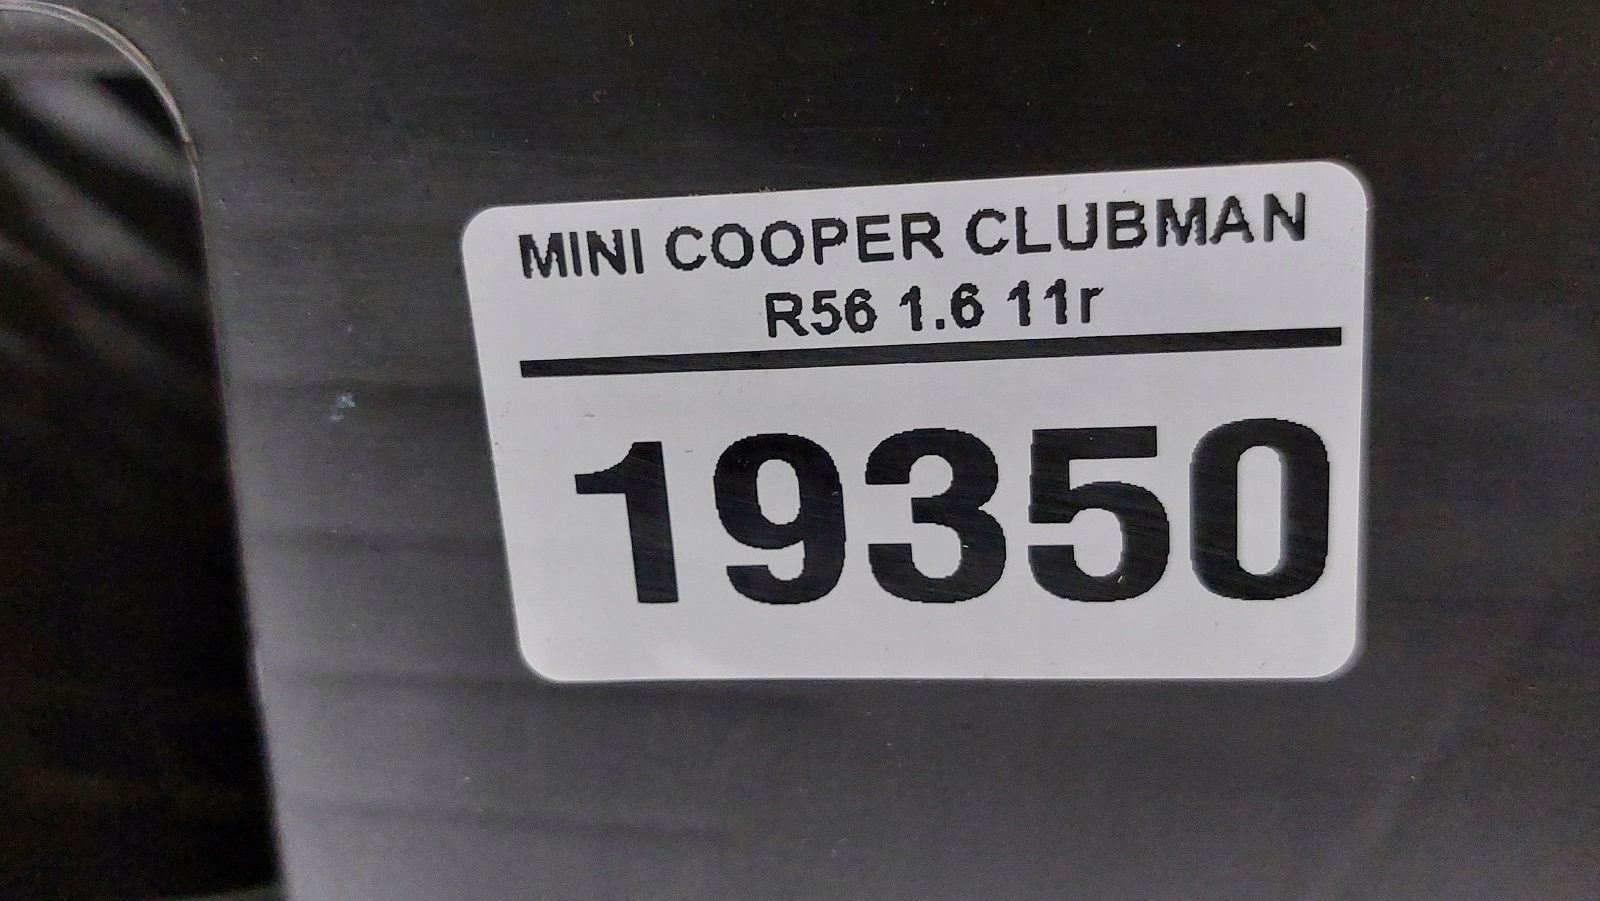 MINI COOPER CLUBMAN
R56 1.6 11r
19350